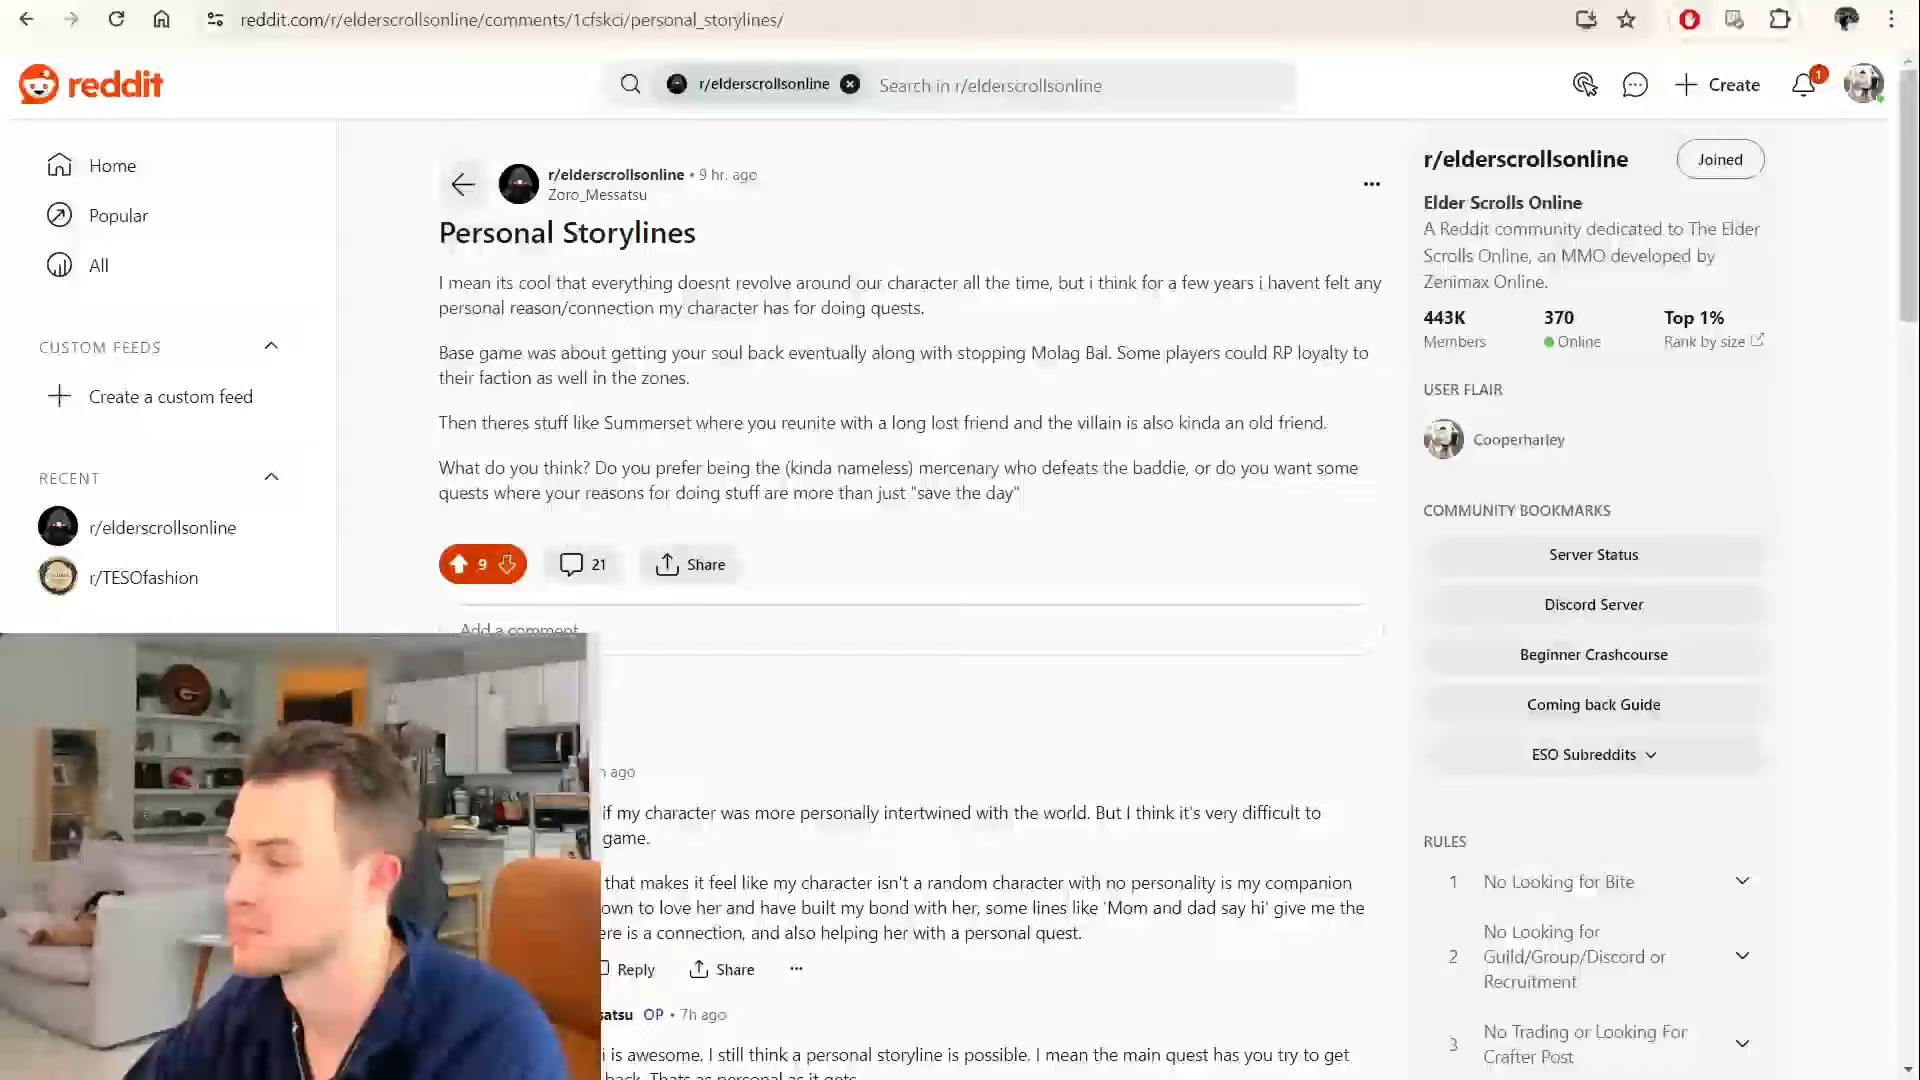 reddit.com/r/elderscrollsonline/comments/1cfskci/personal_storylines/
reddit
r/elderscrollsonline
Search in r/elderscrollsonline
Create
1
Home
Popular
All
CUSTOM FEEDS
Create a custom feed
RECENT
r/elderscrollsonline
r/TESOfashion
r/elderscrollsonline • 9 hr. ago
Zoro_Messatsu
Personal Storylines
I mean its cool that everything doesnt revolve around our character all the time, but i think for a few years i havent felt any
personal reason/connection my character has for doing quests.
Base game was about getting your soul back eventually along with stopping Molag Bal. Some players could RP loyalty to
their faction as well in the zones.
Then theres stuff like Summerset where you reunite with a long lost friend and the villain is also kinda an old friend.
What do you think? Do you prefer being the (kinda nameless) mercenary who defeats the baddie, or do you want some
quests where your reasons for doing stuff are more than just "save the day"
9
21
Share
Add a comment
ago
if my character was more personally intertwined with the world. But I think it's very difficult to
game.
that makes it feel like my character isn't a random character with no personality is my companion
own to love her and have built my bond with her, some lines like 'Mom and dad say hi' give me the
ere is a connection, and also helping her with a personal quest.
Reply
Share
satsu OP • 7h ago
i is awesome. I still think a personal storyline is possible. I mean the main quest has you try to get
back. Thats as personal as it gets
r/elderscrollsonline
Joined
Elder Scrolls Online
A Reddit community dedicated to The Elder
Scrolls Online, an MMO developed by
Zenimax Online.
443K
370
Top 1%
Members
Online
Rank by size
USER FLAIR
Cooperharley
COMMUNITY BOOKMARKS
Server Status
Discord Server
Beginner Crashcourse
Coming back Guide
ESO Subreddits
RULES
1 No Looking for Bite
No Looking for
2 Guild/Group/Discord or
Recruitment
No Trading or Looking For
3 Crafter Post